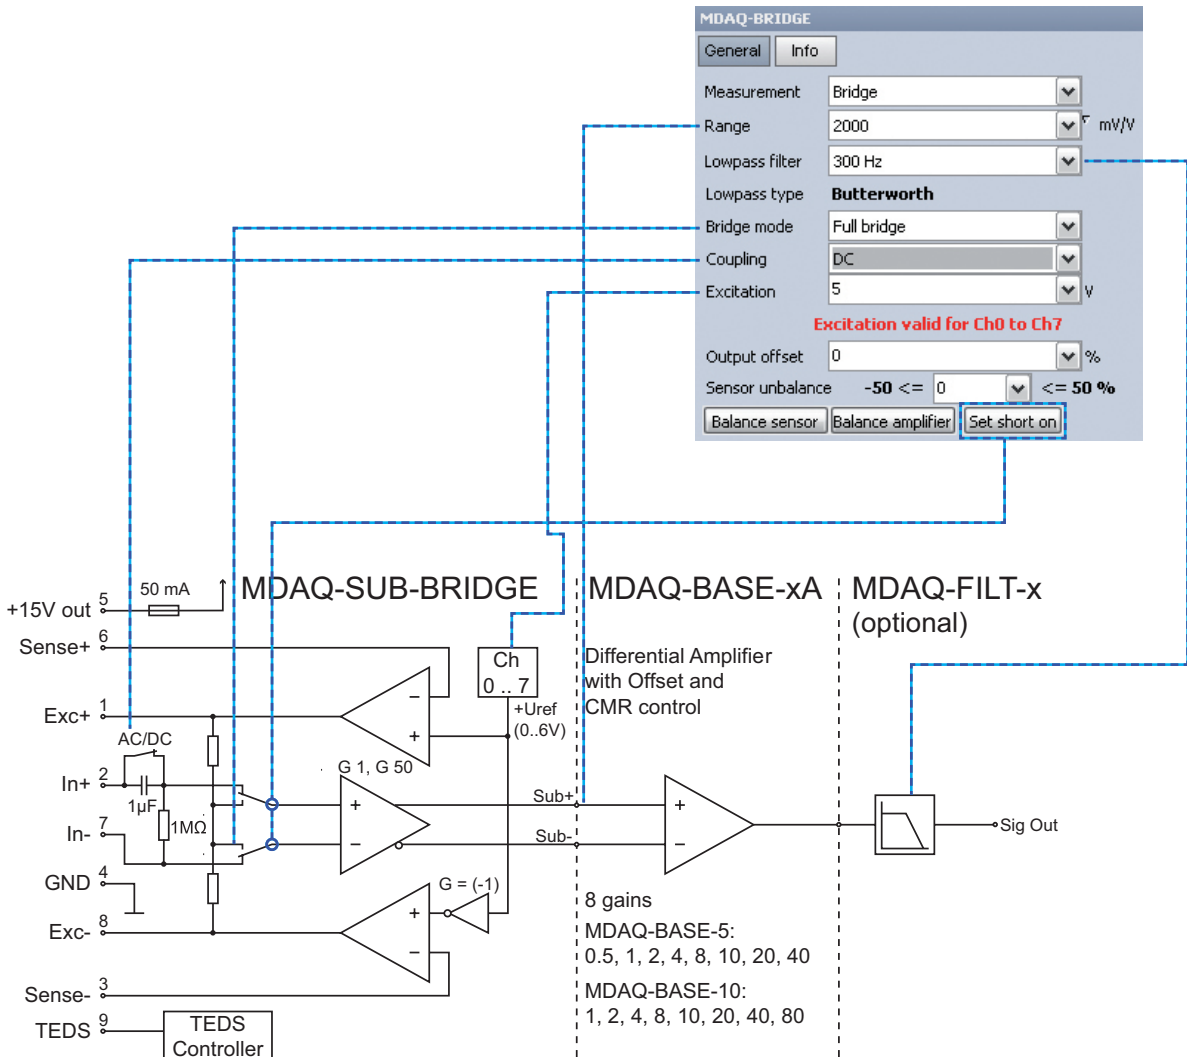 MDAQ-BRIDGE
General Info
Measurement Bridge
Range 2000 mV/V
Lowpass filter 300 Hz
Lowpass type Butterworth
Bridge mode Full bridge
Coupling DC
Excitation 5 V
Excitation valid for Ch0 to Ch7
Output offset 0 %
Sensor unbalance -50 <= 0 <= 50 %
Balance sensor Balance amplifier Set short on
MDAQ-SUB-BRIDGE MDAQ-BASE-xA MDAQ-FILT-x
(optional)
50 mA
+15V out 5
Sense+ 6
Ch
0 .. 7
Differential Amplifier
with Offset and
CMR control
+Uref
(0..6V)
Exc+ 1
AC/DC
G 1, G 50
In+ 2
1µF
1MΩ
+
−
Sub+
Sub-
+
−
Sig Out
In- 7
GND 4
G = (-1)
Exc- 8
−
+
+
−
8 gains
MDAQ-BASE-5:
0.5, 1, 2, 4, 8, 10, 20, 40
MDAQ-BASE-10:
1, 2, 4, 8, 10, 20, 40, 80
Sense- 3
TEDS 9
TEDS
Controller